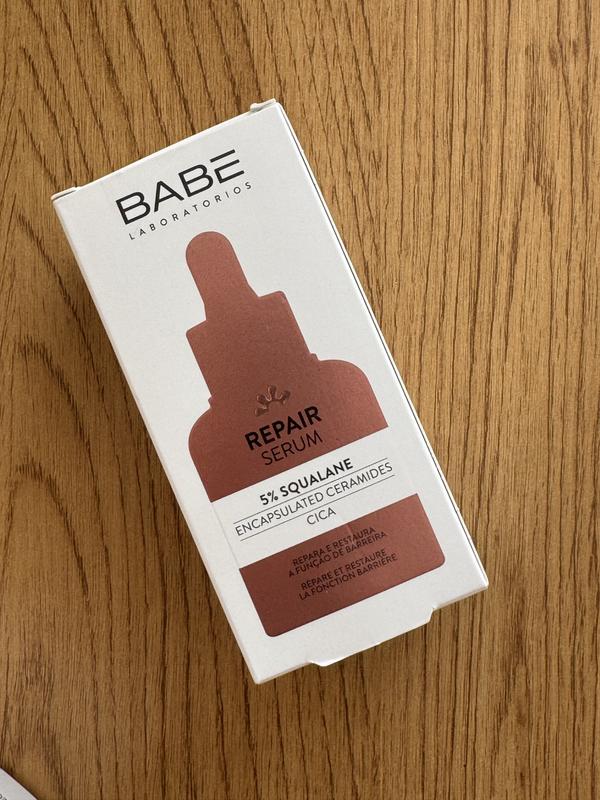 BABE
LABORATORIOS
REPAIR
SERUM
5% SQUALANE
ENCAPSULATED CERAMIDES
CICA
REPARA E RESTAURA
A FUNÇÃO DE BARREIRA
RÉPARE ET RESTAURE
LA FONCTION BARRIÈRE